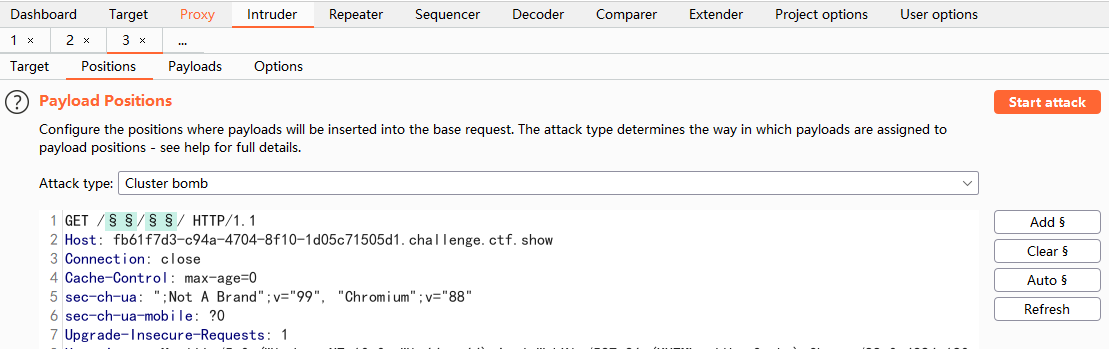 Dashboard Target Proxy Intruder Repeater Sequencer Decoder Comparer Extender Project options User options
1 × 2 × 3 × ...
Target Positions Payloads Options
? Payload Positions Start attack
Configure the positions where payloads will be inserted into the base request. The attack type determines the way in which payloads are assigned to
payload positions - see help for full details.
Attack type: Cluster bomb
1 GET /§§/§§/ HTTP/1.1 Add §
2 Host: fb61f7d3-c94a-4704-8f10-1d05c71505d1.challenge.ctf.show
3 Connection: close Clear §
4 Cache-Control: max-age=0 Auto §
5 sec-ch-ua: ";Not A Brand";v="99", "Chromium";v="88"
6 sec-ch-ua-mobile: ?0 Refresh
7 Upgrade-Insecure-Requests: 1